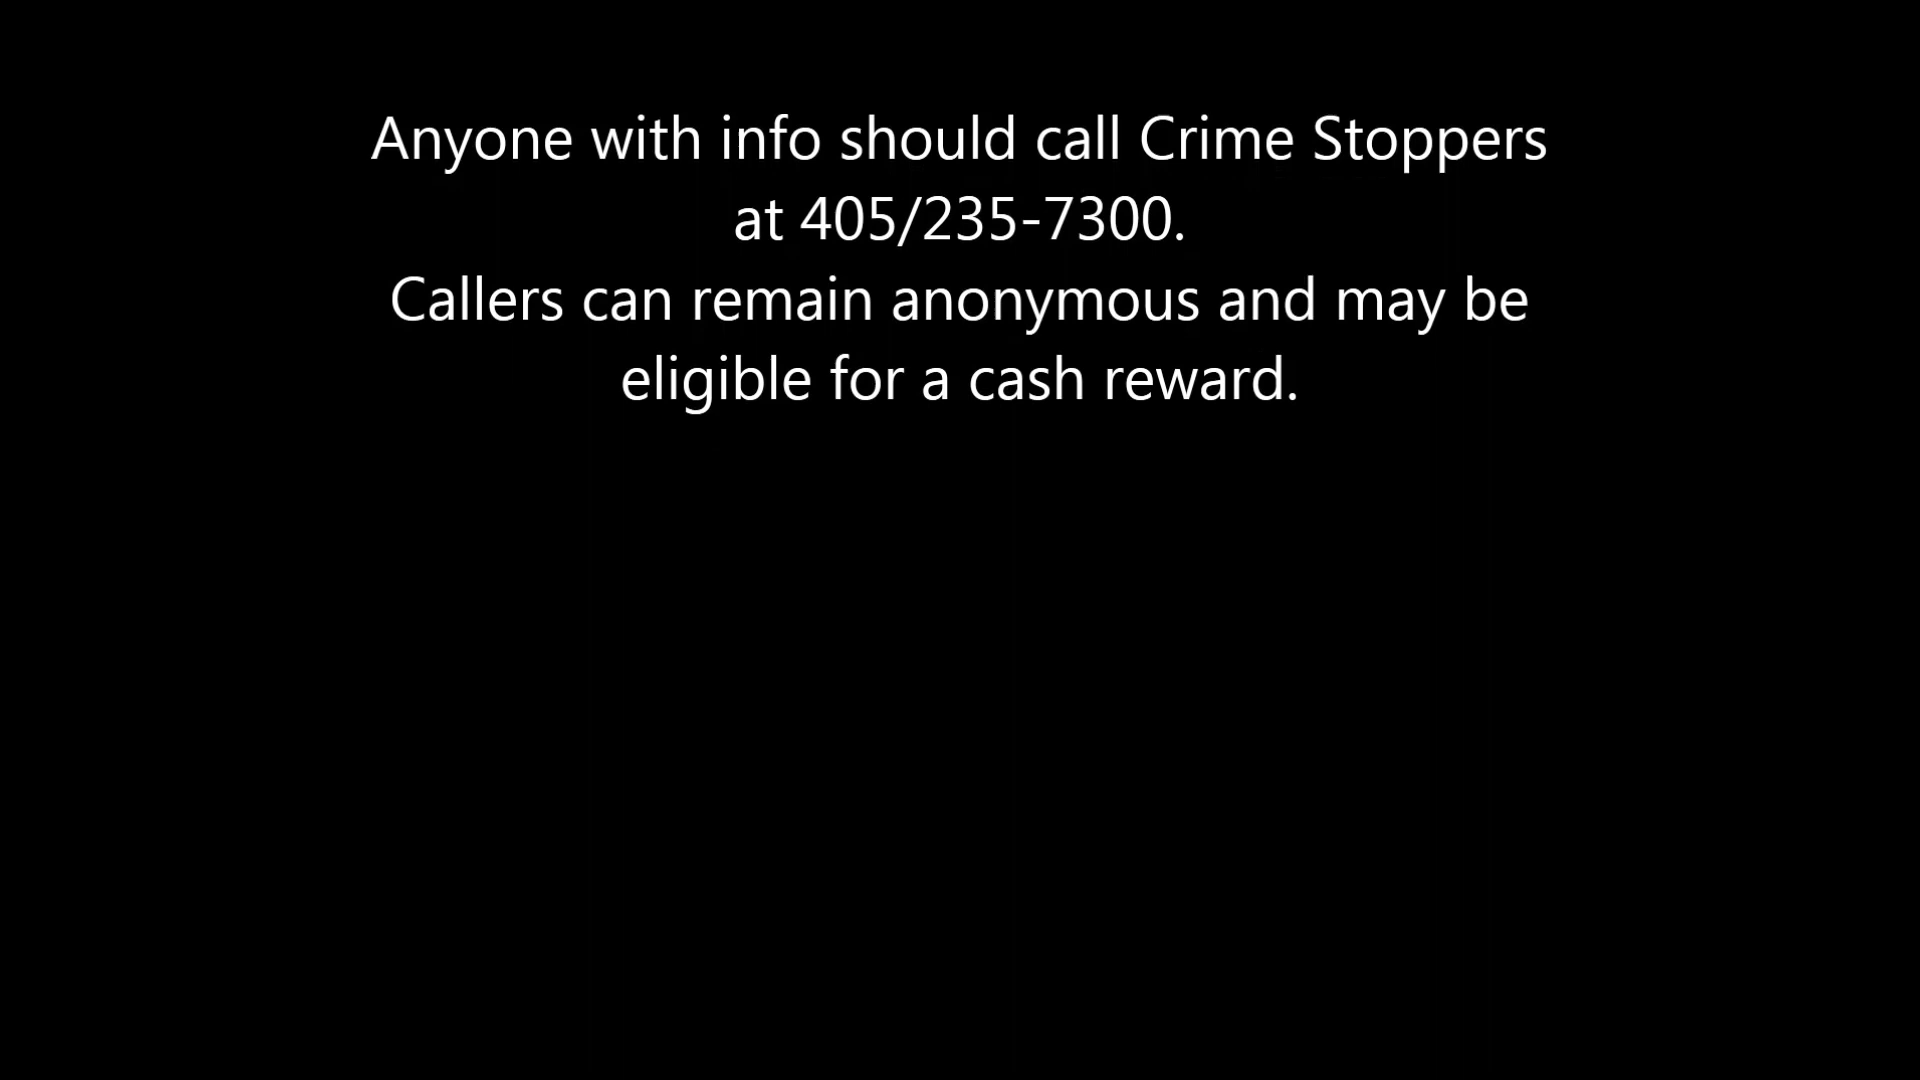 Anyone with info should call Crime Stoppers
at 405/235-7300.
Callers can remain anonymous and may be
eligible for a cash reward.